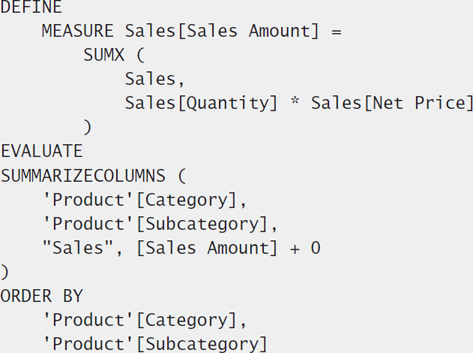 DEFINE
    MEASURE Sales[Sales Amount] =
        SUMX (
            Sales,
            Sales[Quantity] * Sales[Net Price]
        )
EVALUATE
SUMMARIZECOLUMNS (
    'Product'[Category],
    'Product'[Subcategory],
    "Sales", [Sales Amount] + 0
)
ORDER BY
    'Product'[Category],
    'Product'[Subcategory]